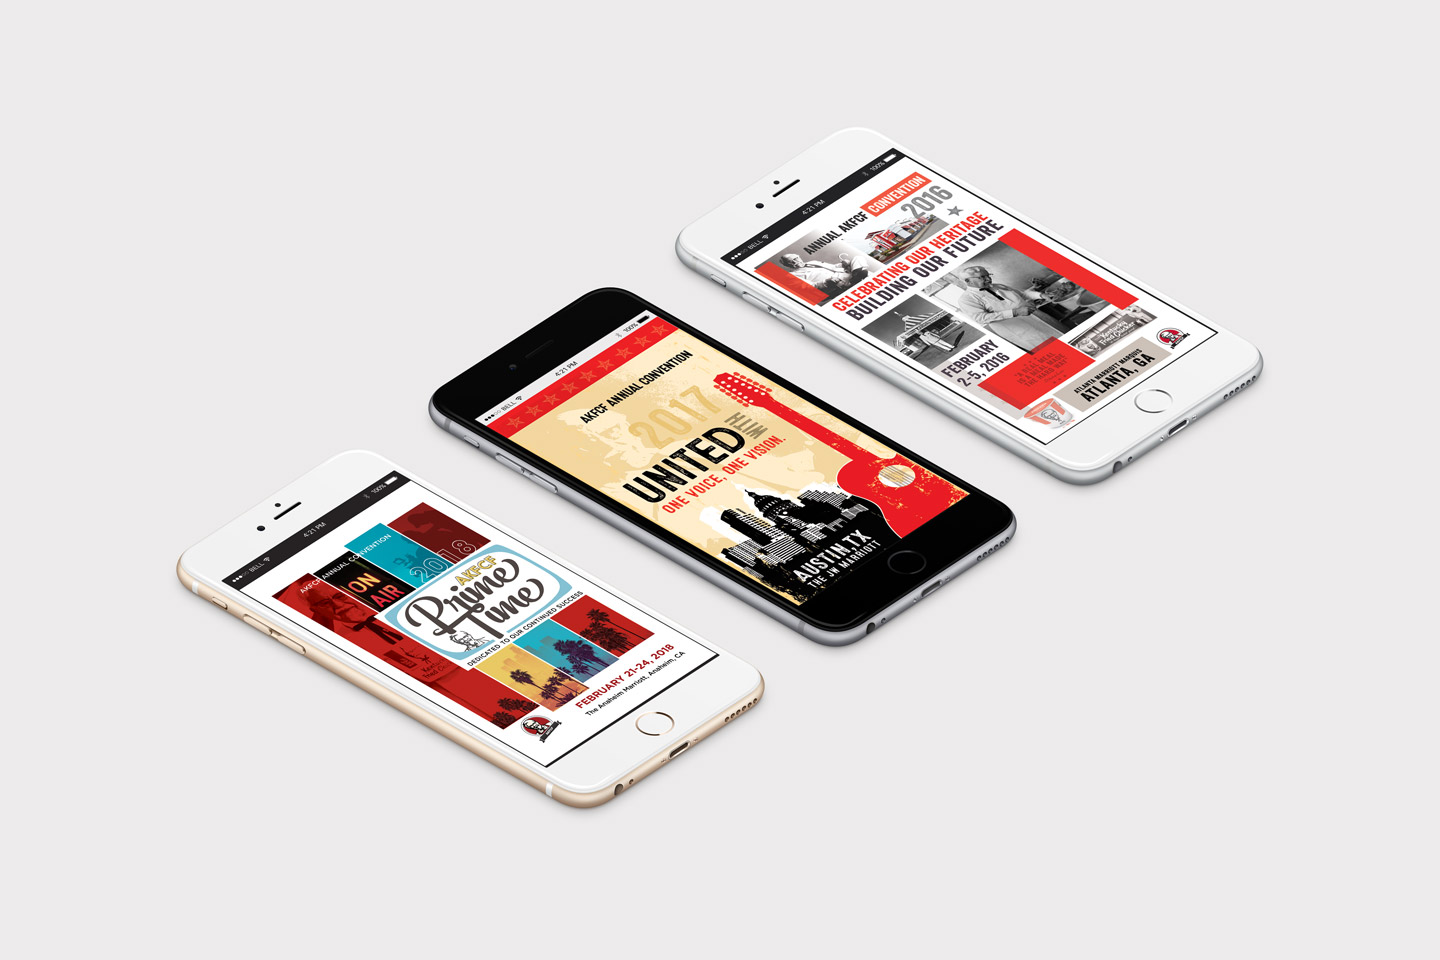 BELL
4:21 PM
100%
AKFCF ANNUAL CONVENTION
2018
ON
AIR
AKFCF
Prime
Time
DEDICATED TO OUR CONTINUED SUCCESS
FEBRUARY 21-24, 2018
The Anaheim Marriott, Anaheim, CA
BELL
4:21 PM
100%
AKFCF ANNUAL CONVENTION
2017
UNITED
ONE VOICE, ONE VISION.
AUSTIN, TX
THE JW MARRIOTT
BELL
4:21 PM
100%
ANNUAL AKFCF CONVENTION
2016
CELEBRATING OUR HERITAGE
BUILDING OUR FUTURE
Kentucky
Fried Chicken
FEBRUARY
2-5, 2016
ATLANTA MARRIOTT MARQUIS
ATLANTA, GA